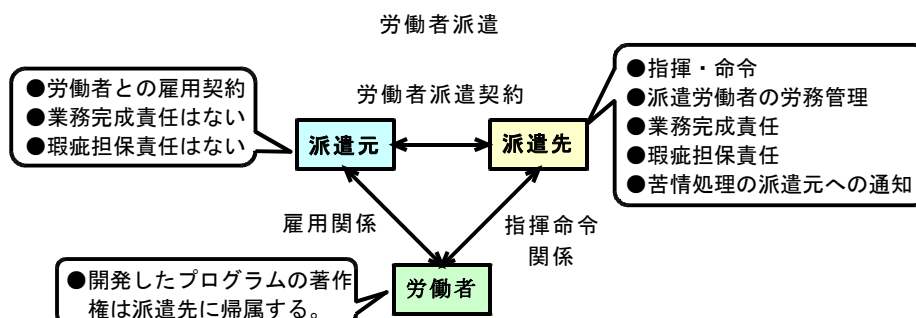 労働者派遣
●労働者との雇用契約
●業務完成責任はない
●瑕疵担保責任はない
労働者派遣契約
派遣元
派遣先
●指揮・命令
●派遣労働者の労務管理
●業務完成責任
●瑕疵担保責任
●苦情処理の派遣元への通知
雇用関係
指揮命令
関係
●開発したプログラムの著作
権は派遣先に帰属する。
労働者